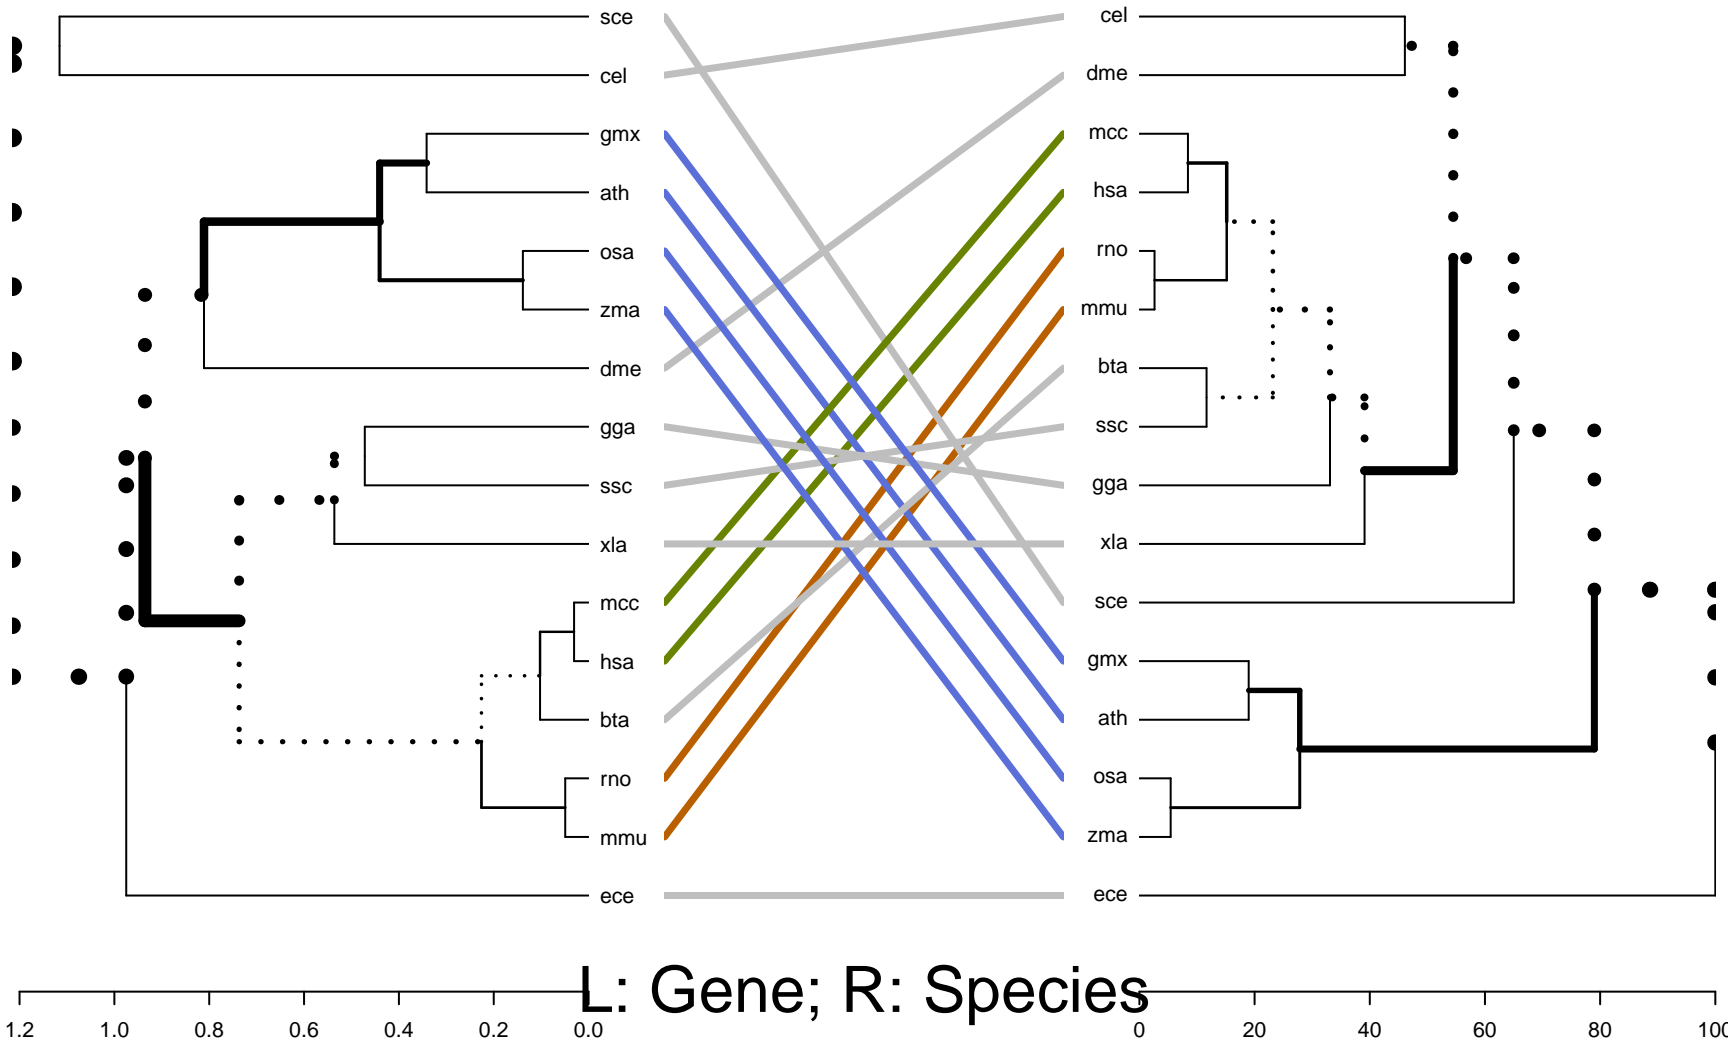 sce
cel
gmx
ath
osa
zma
dme
gga
ssc
xla
mcc
hsa
bta
rno
mmu
ece
cel
dme
mcc
hsa
rno
mmu
bta
ssc
gga
xla
sce
gmx
ath
osa
zma
ece
L: Gene; R: Species
1.2 1.0 0.8 0.6 0.4 0.2 0.0
0 20 40 60 80 100